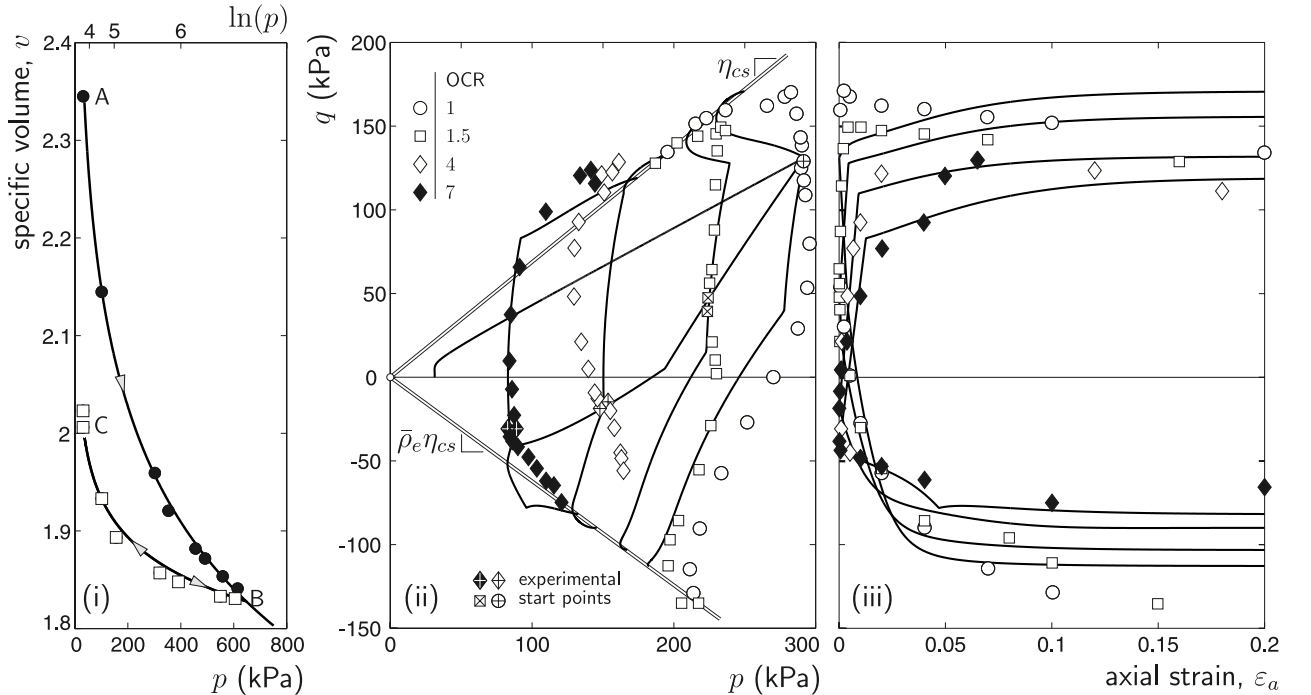 ln(p)
4 5 6
2.4
2.3
2.2
2.1
2
1.9
1.8
specific volume, v
A
C
B
(i)
0 200 400 600 800
p (kPa)
200
150
100
50
0
-50
-100
-150
q (kPa)
OCR
1
1.5
4
7
η_cs
ρ̄_e η_cs
experimental
start points
(ii)
0 100 200 300
p (kPa)
(iii)
0 0.05 0.1 0.15 0.2
axial strain, ε_a